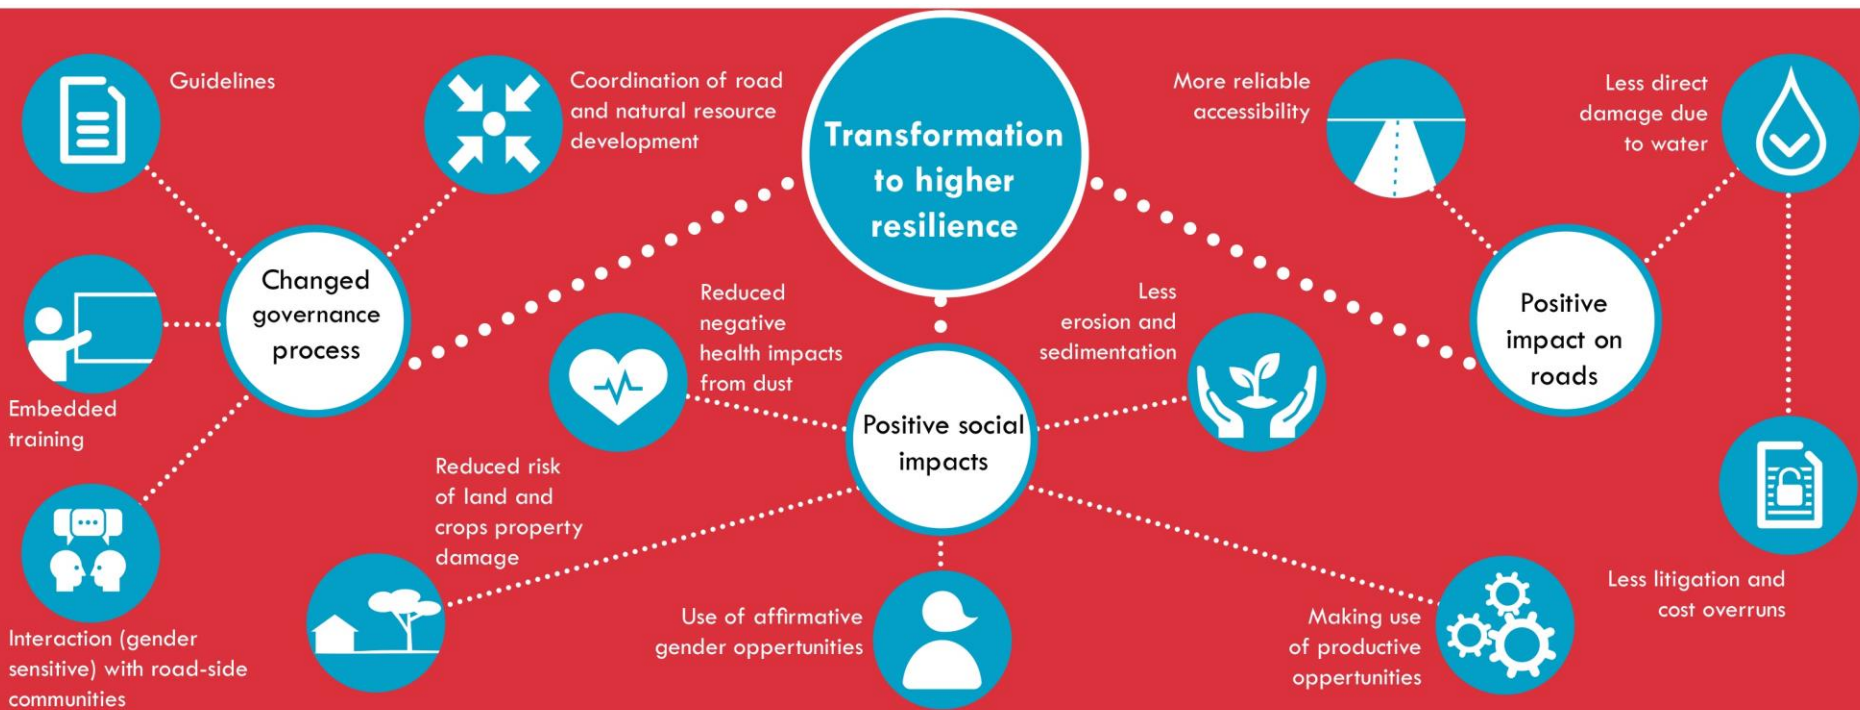 Guidelines
Coordination of road
and natural resource
development
Transformation
to higher
resilience
More reliable
accessibility
Less direct
damage due
to water
Changed
governance
process
Embedded
training
Interaction (gender
sensitive) with road-side
communities
Reduced
negative
health impacts
from dust
Less
erosion and
sedimentation
Positive
impact on
roads
Positive social
impacts
Reduced risk
of land and
crops property
damage
Use of affirmative
gender opportunities
Making use
of productive
oppertunities
Less litigation and
cost overruns